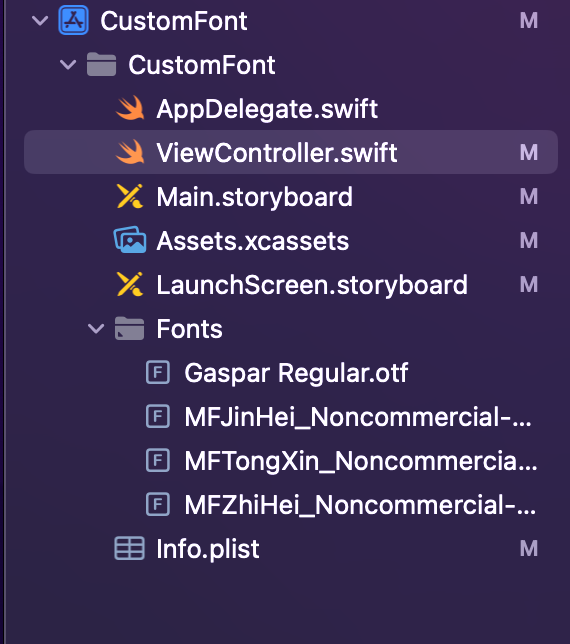 CustomFont M
CustomFont
AppDelegate.swift
ViewController.swift M
Main.storyboard M
Assets.xcassets M
LaunchScreen.storyboard M
Fonts
F Gaspar Regular.otf
F MFJinHei_Noncommercial-...
F MFTongXin_Noncommercia...
F MFZhiHei_Noncommercial-...
Info.plist M